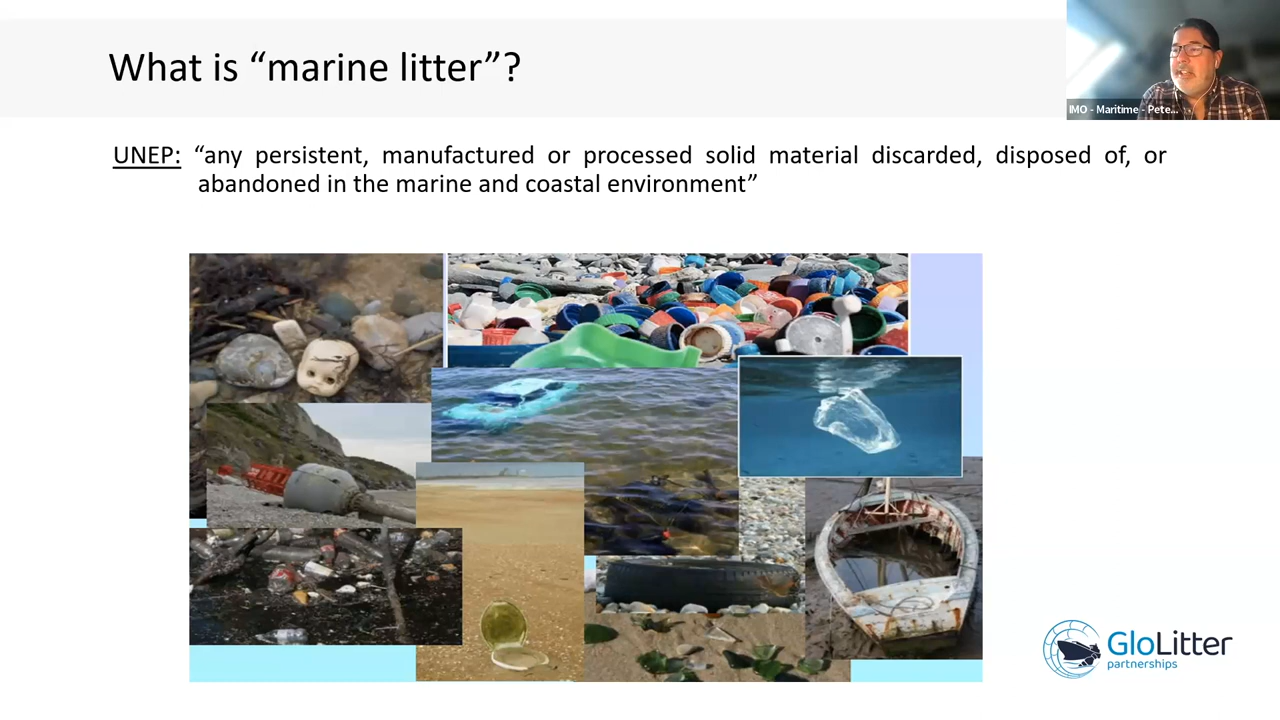 What is “marine litter”?
IMO - Maritime - Pete...
UNEP: “any persistent, manufactured or processed solid material discarded, disposed of, or
abandoned in the marine and coastal environment”
GloLitter
partnerships